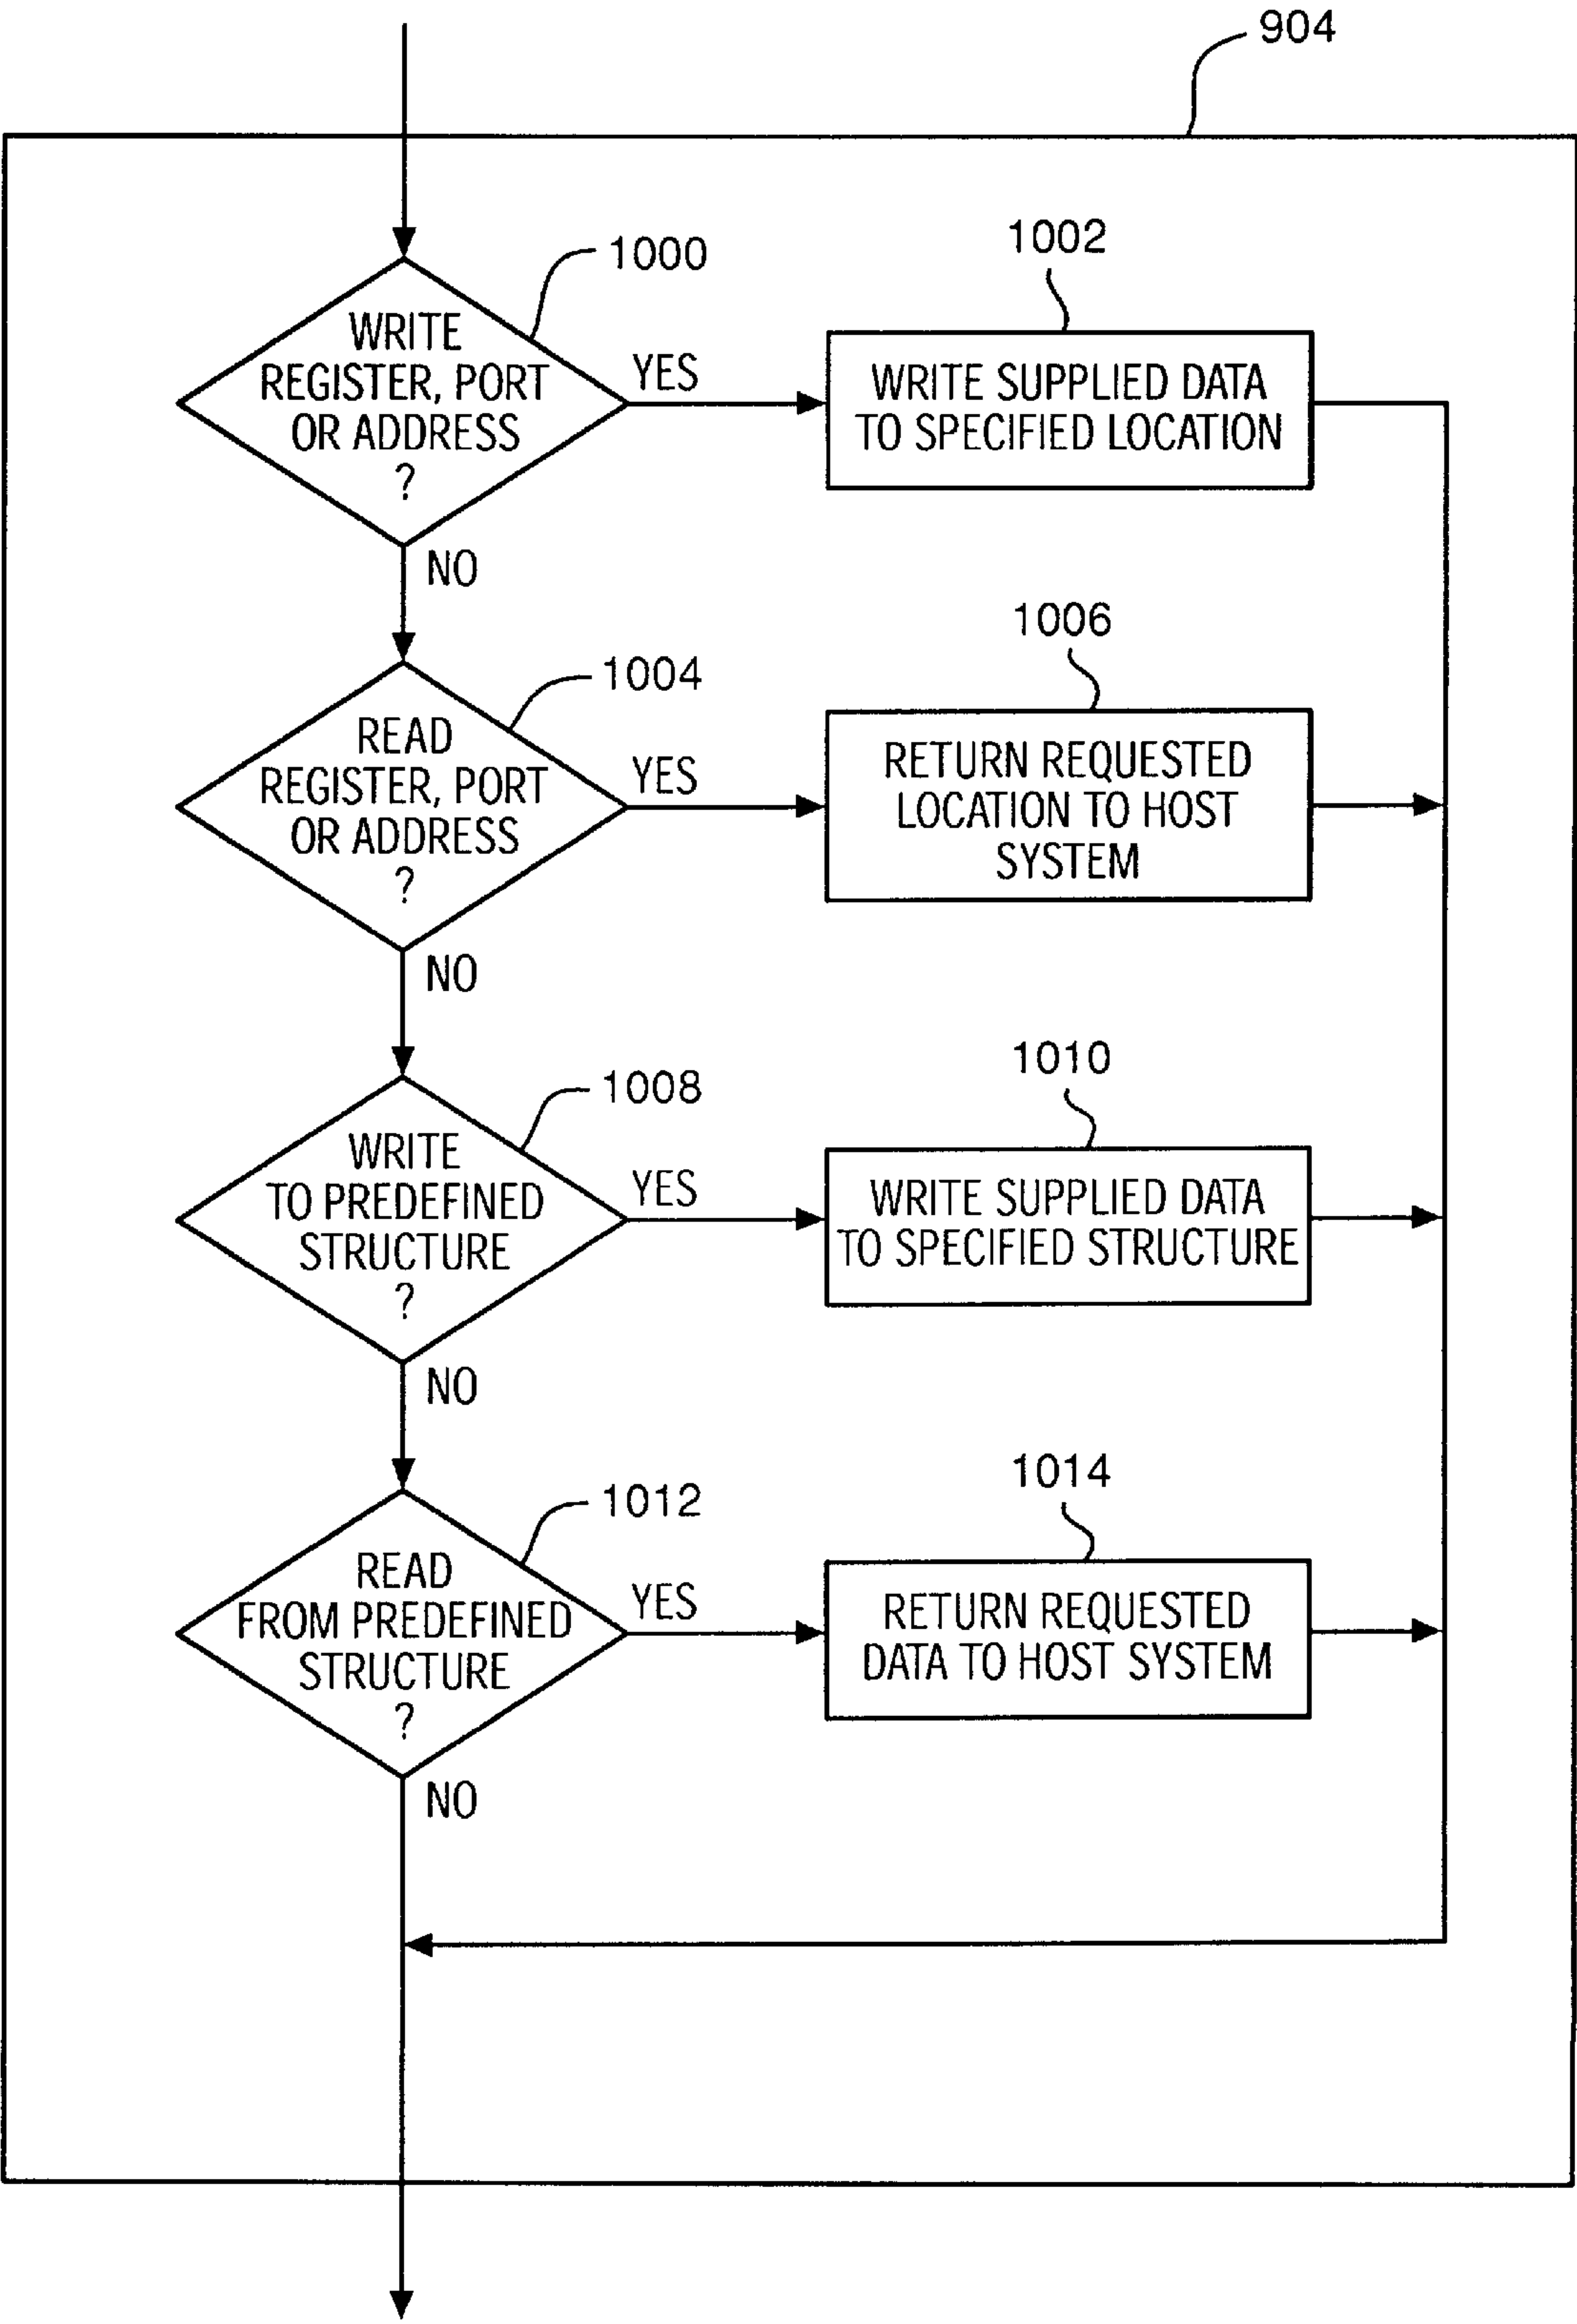 904
1000
1002
WRITE
REGISTER, PORT
OR ADDRESS
?
YES
WRITE SUPPLIED DATA
TO SPECIFIED LOCATION
NO
1004
1006
READ
REGISTER, PORT
OR ADDRESS
?
YES
RETURN REQUESTED
LOCATION TO HOST
SYSTEM
NO
1008
1010
WRITE
TO PREDEFINED
STRUCTURE
?
YES
WRITE SUPPLIED DATA
TO SPECIFIED STRUCTURE
NO
1012
1014
READ
FROM PREDEFINED
STRUCTURE
?
YES
RETURN REQUESTED
DATA TO HOST SYSTEM
NO